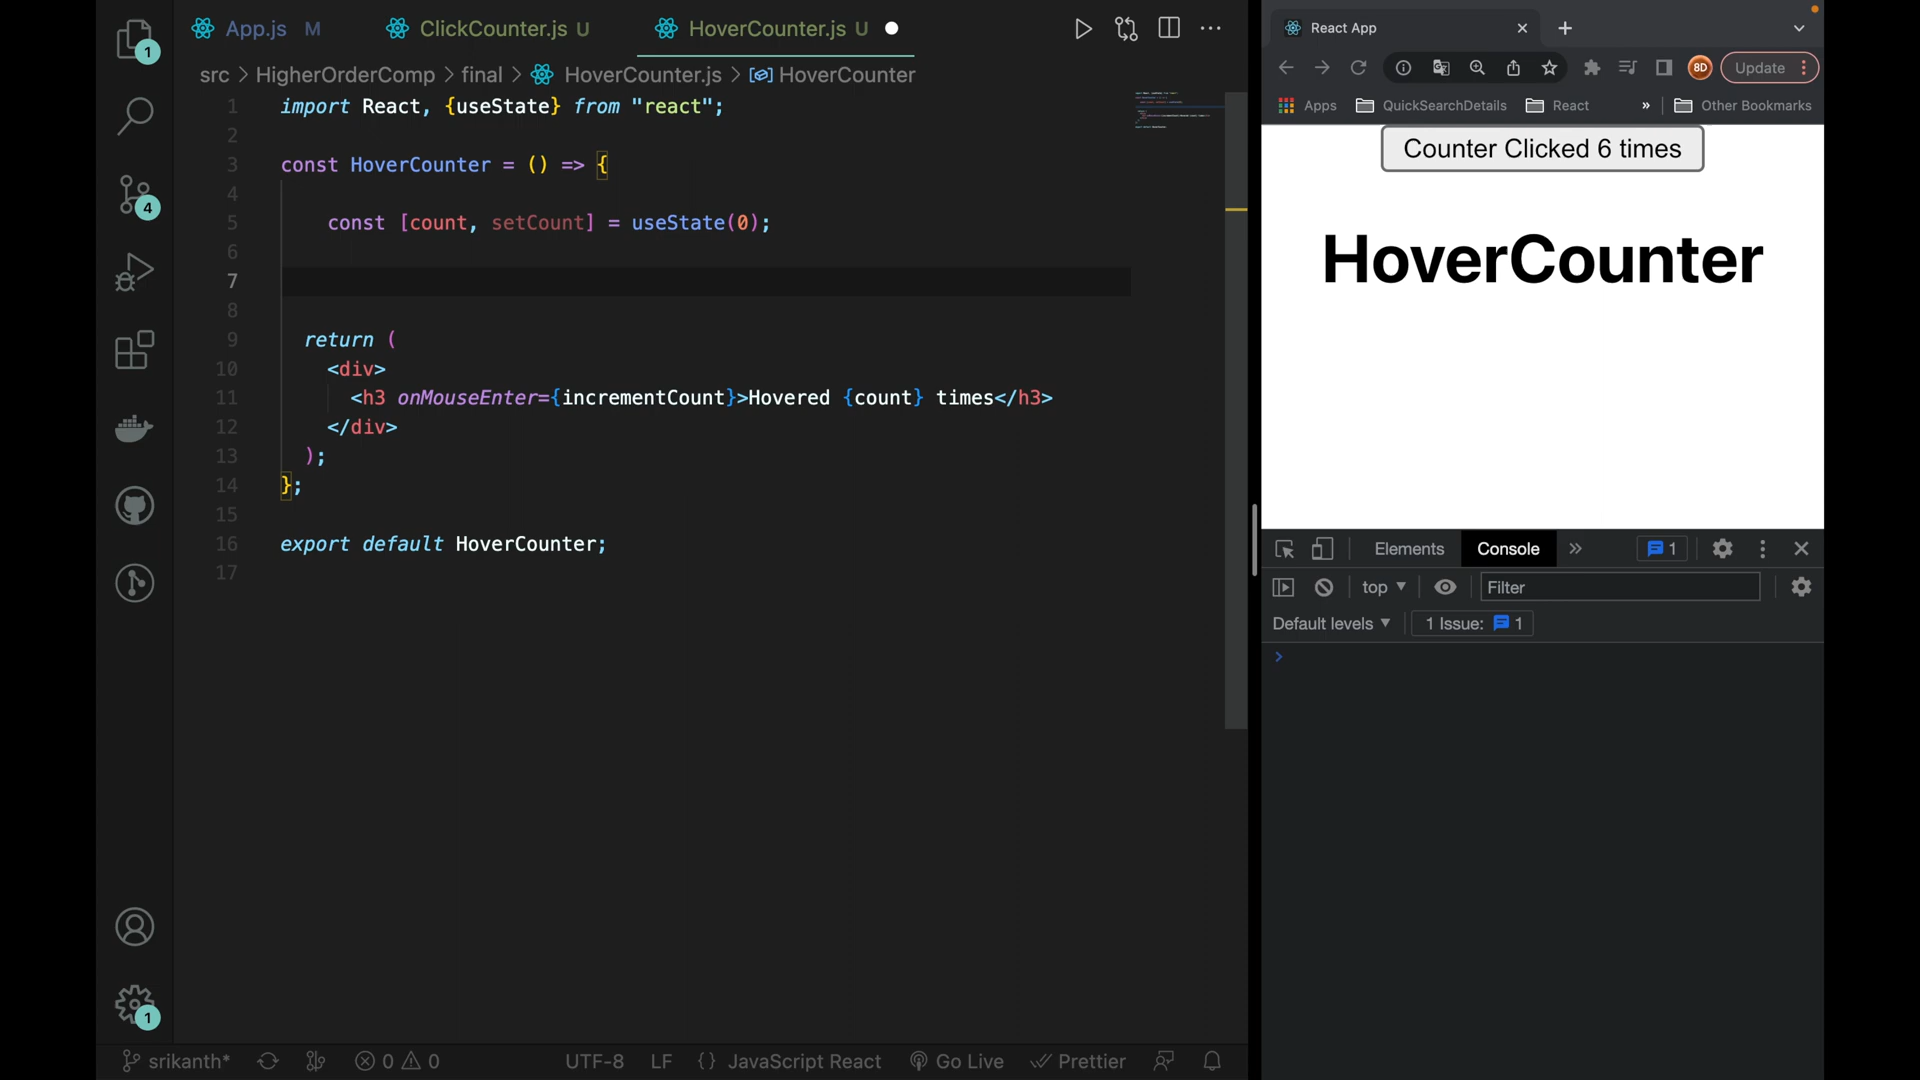 1
App.js M
ClickCounter.js U
HoverCounter.js U
src > HigherOrderComp > final > HoverCounter.js > HoverCounter
1 import React, {useState} from "react";
2
3 const HoverCounter = () => {
4
5 const [count, setCount] = useState(0);
6
7
8
9 return (
10 <div>
11 <h3 onMouseEnter={incrementCount}>Hovered {count} times</h3>
12 </div>
13 );
14 };
15
16 export default HoverCounter;
17
4
1
srikanth* 0 0 UTF-8 LF {} JavaScript React Go Live Prettier
React App
8D Update
Apps QuickSearchDetails React » Other Bookmarks
Counter Clicked 6 times
HoverCounter
Elements Console » 1
top Filter
Default levels 1 Issue: 1
>